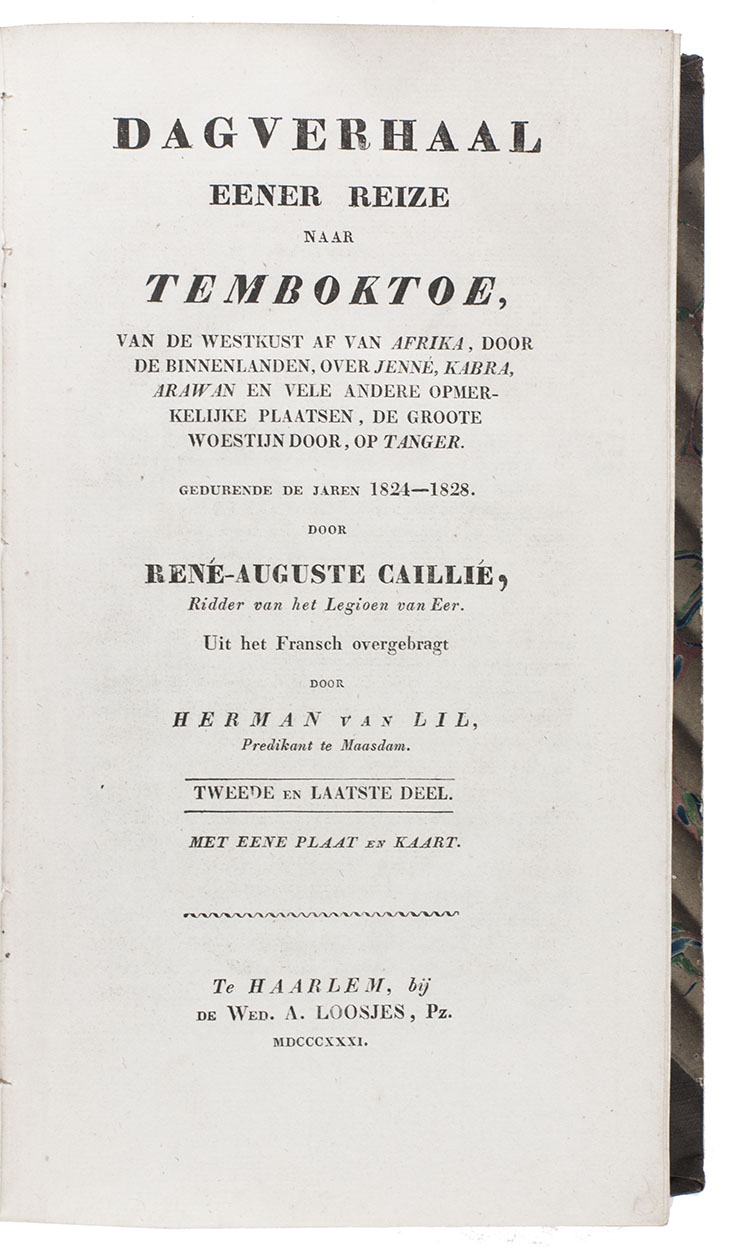 DAGVERHAAL
EENER REIZE
NAAR
TEMBOKTOE,
VAN DE WESTKUST AF VAN AFRIKA, DOOR
DE BINNENLANDEN, OVER JENNÉ, KABRA,
ARAWAN EN VELE ANDERE OPMER-
KELIJKE PLAATSEN, DE GROOTE
WOESTIJN DOOR, OP TANGER.
GEDURENDE DE JAREN 1824—1828.
DOOR
RENÉ-AUGUSTE CAILLIÉ,
Ridder van het Legioen van Eer.
Uit het Fransch overgebragt
DOOR
HERMAN VAN LIL,
Predikant te Maasdam.
TWEEDE EN LAATSTE DEEL.
MET EENE PLAAT EN KAART.
Te HAARLEM, bij
DE WED. A. LOOSJES, Pz.
MDCCCXXXI.